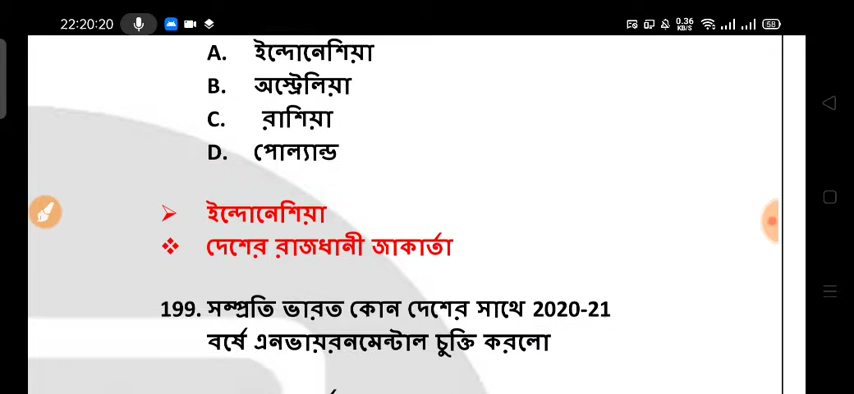 22:20:20 0.36 KB/S 58
A. ইন্দোনেশিয়া
B. অস্ট্রেলিয়া
C. রাশিয়া
D. পোল্যান্ড
➢ ইন্দোনেশিয়া
❖ দেশের রাজধানী জাকার্তা
199. সম্প্রতি ভারত কোন দেশের সাথে 2020-21
বর্ষে এনভায়রনমেন্টাল চুক্তি করলো